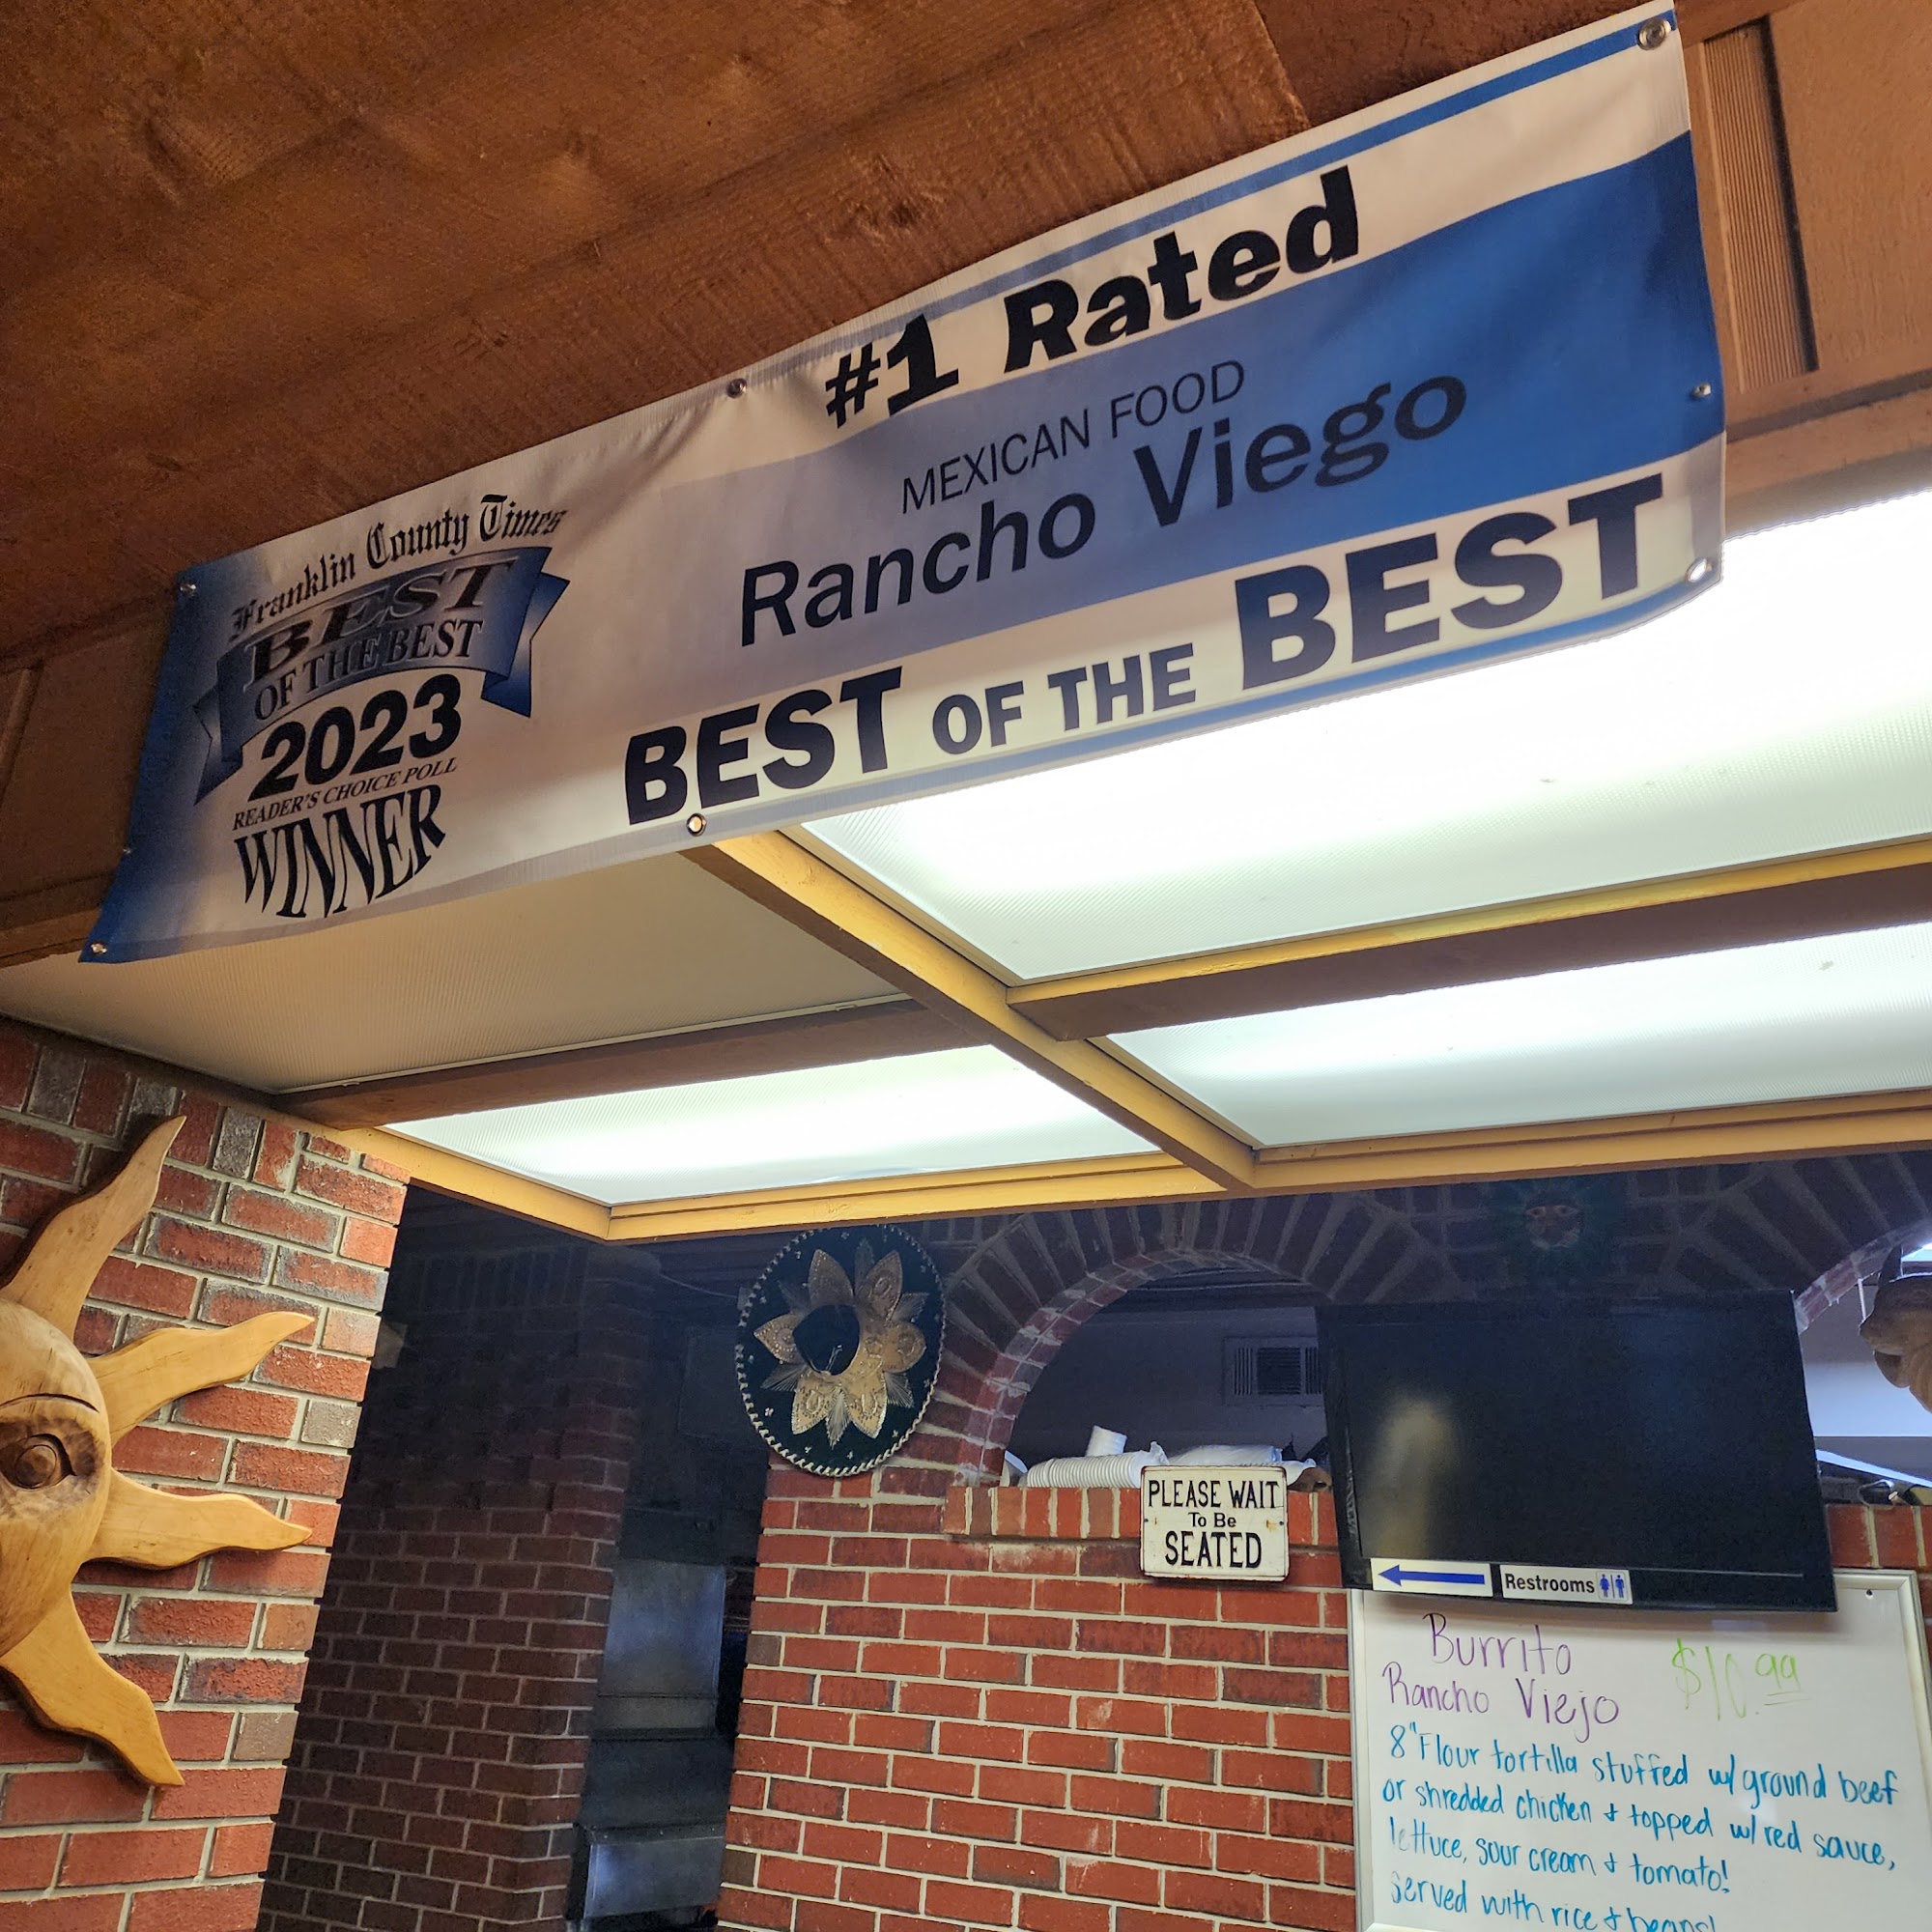 #1 Rated
MEXICAN FOOD
Rancho Viego
BEST OF THE BEST
Franklin County Times
BEST
OF THE BEST
2023
READER'S CHOICE POLL
WINNER
PLEASE WAIT
To Be
SEATED
Restrooms
Burrito
Rancho Viejo $10.99
8" Flour tortilla stuffed w/ ground beef
or shredded chicken & topped w/ red sauce,
lettuce, sour cream & tomato!
Served with rice & beans!